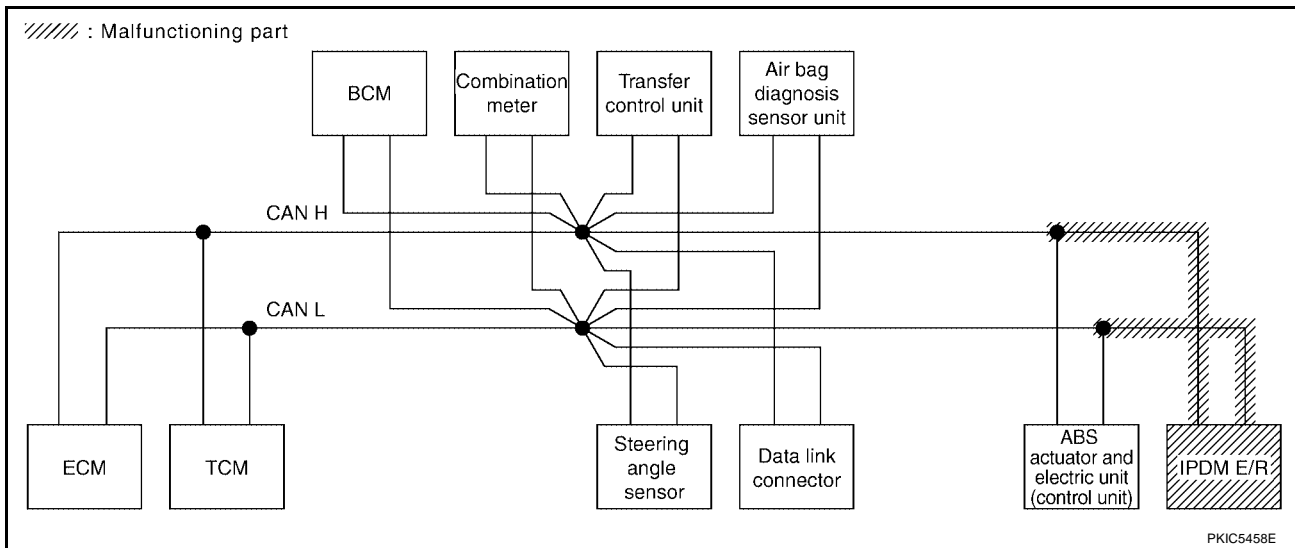 : Malfunctioning part
BCM
Combination
meter
Transfer
control unit
Air bag
diagnosis
sensor unit
CAN H
CAN L
ECM
TCM
Steering
angle
sensor
Data link
connector
ABS
actuator and
electric unit
(control unit)
IPDM E/R
PKIC5458E